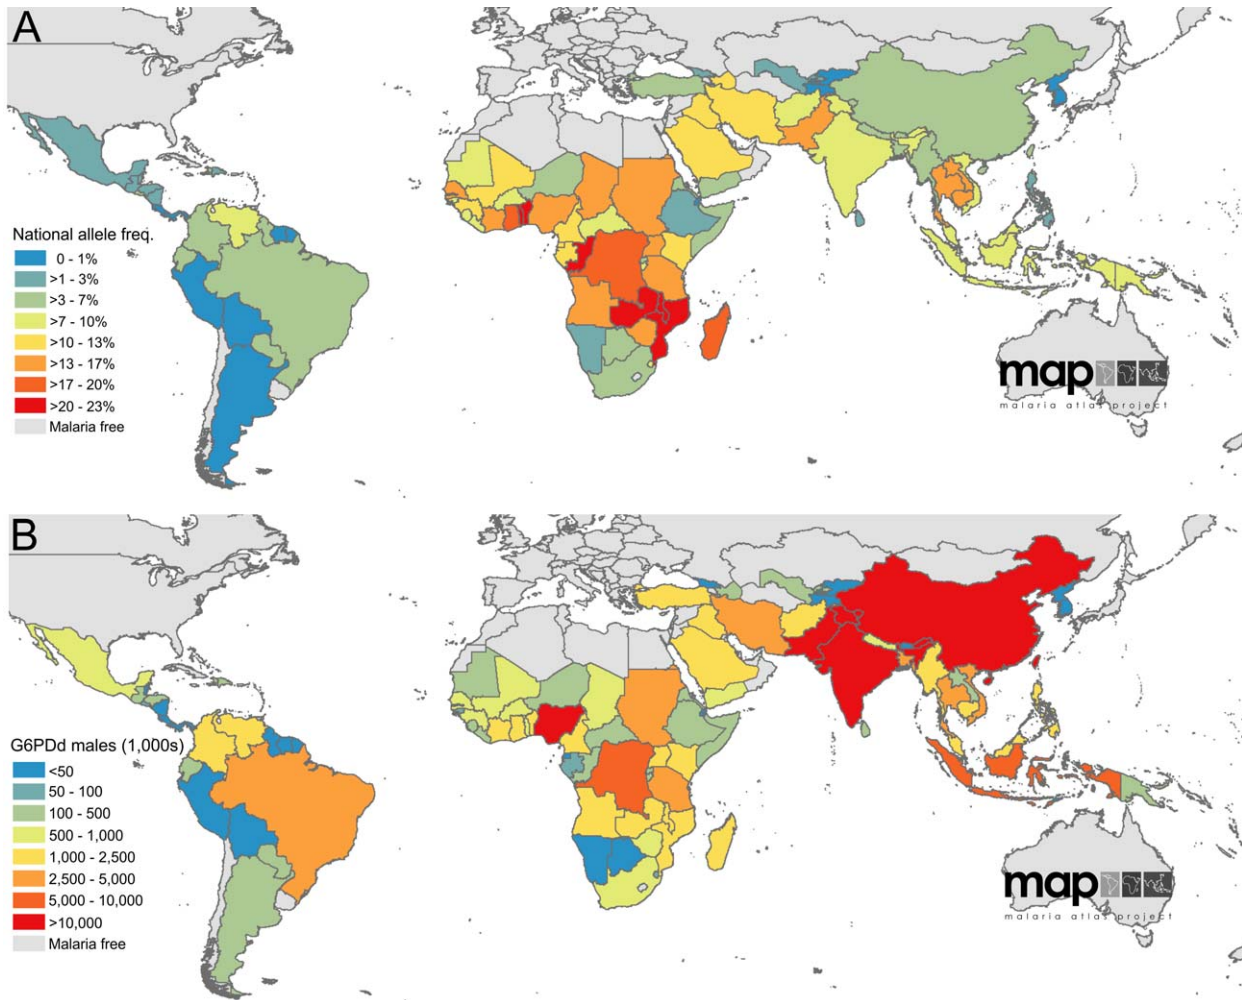 A
National allele freq.
0 - 1%
>1 - 3%
>3 - 7%
>7 - 10%
>10 - 13%
>13 - 17%
>17 - 20%
>20 - 23%
Malaria free
map
malaria atlas project
B
G6PDd males (1,000s)
<50
50 - 100
100 - 500
500 - 1,000
1,000 - 2,500
2,500 - 5,000
5,000 - 10,000
>10,000
Malaria free
map
malaria atlas project